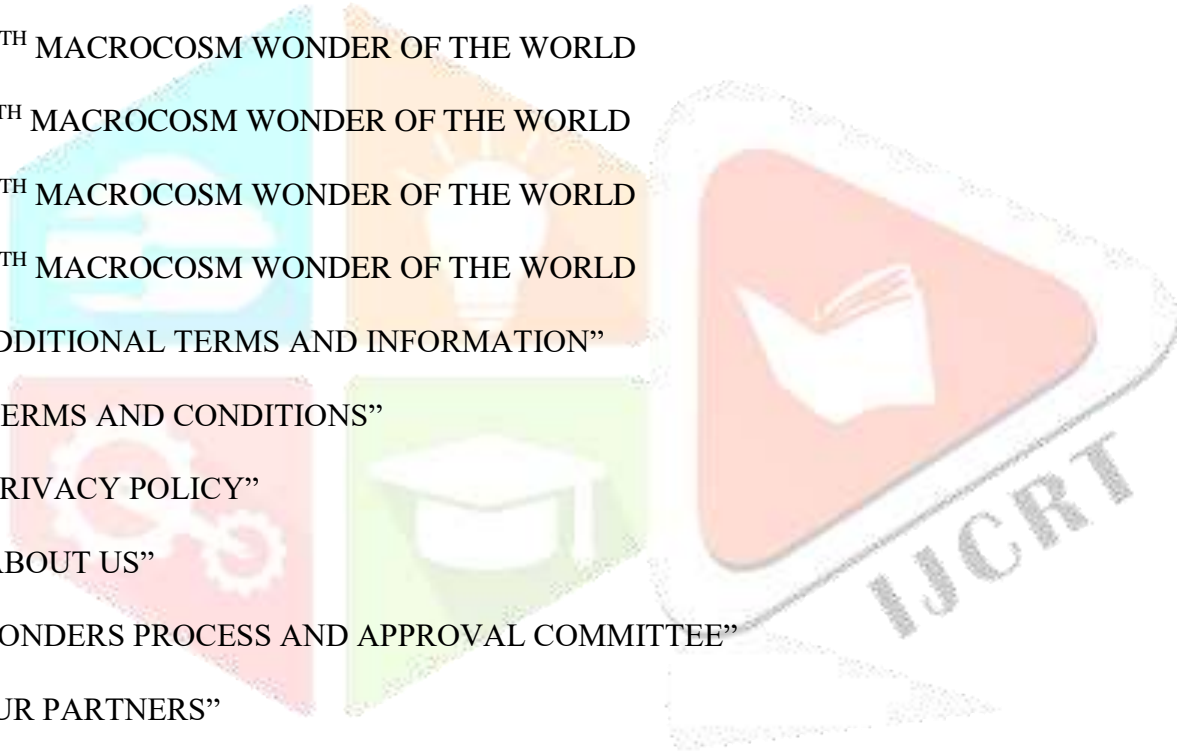 TH MACROCOSM WONDER OF THE WORLD
TH MACROCOSM WONDER OF THE WORLD
TH MACROCOSM WONDER OF THE WORLD
TH MACROCOSM WONDER OF THE WORLD
DDITIONAL TERMS AND INFORMATION”
ERMS AND CONDITIONS”
RIVACY POLICY”
ABOUT US”
ONDERS PROCESS AND APPROVAL COMMITTEE”
UR PARTNERS”
IJCRT